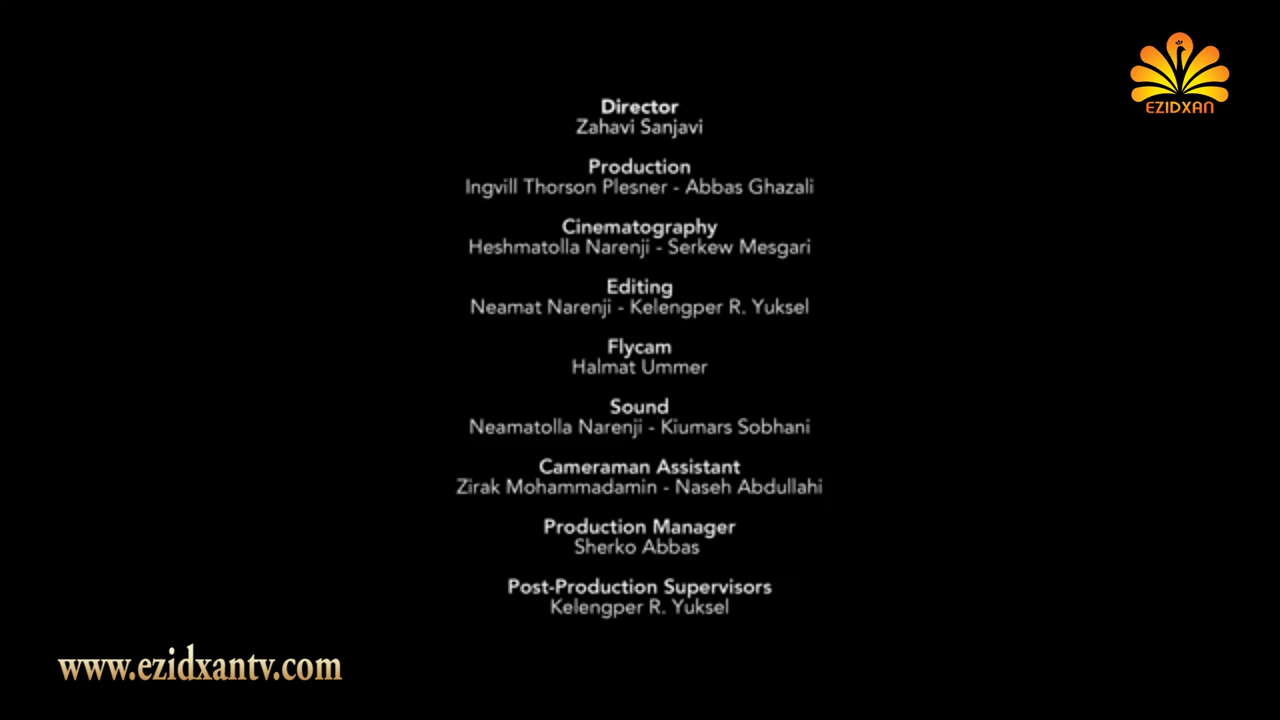 EZIDXAN
Director
Zahavi Sanjavi
Production
Ingvill Thorson Plesner - Abbas Ghazali
Cinematography
Heshmatolla Narenji - Serkew Mesgari
Editing
Neamat Narenji - Kelengper R. Yuksel
Flycam
Halmat Ummer
Sound
Neamatolla Narenji - Kiumars Sobhani
Cameraman Assistant
Zirak Mohammadamin - Naseh Abdullahi
Production Manager
Sherko Abbas
Post-Production Supervisors
Kelengper R. Yuksel
www.ezidxantv.com